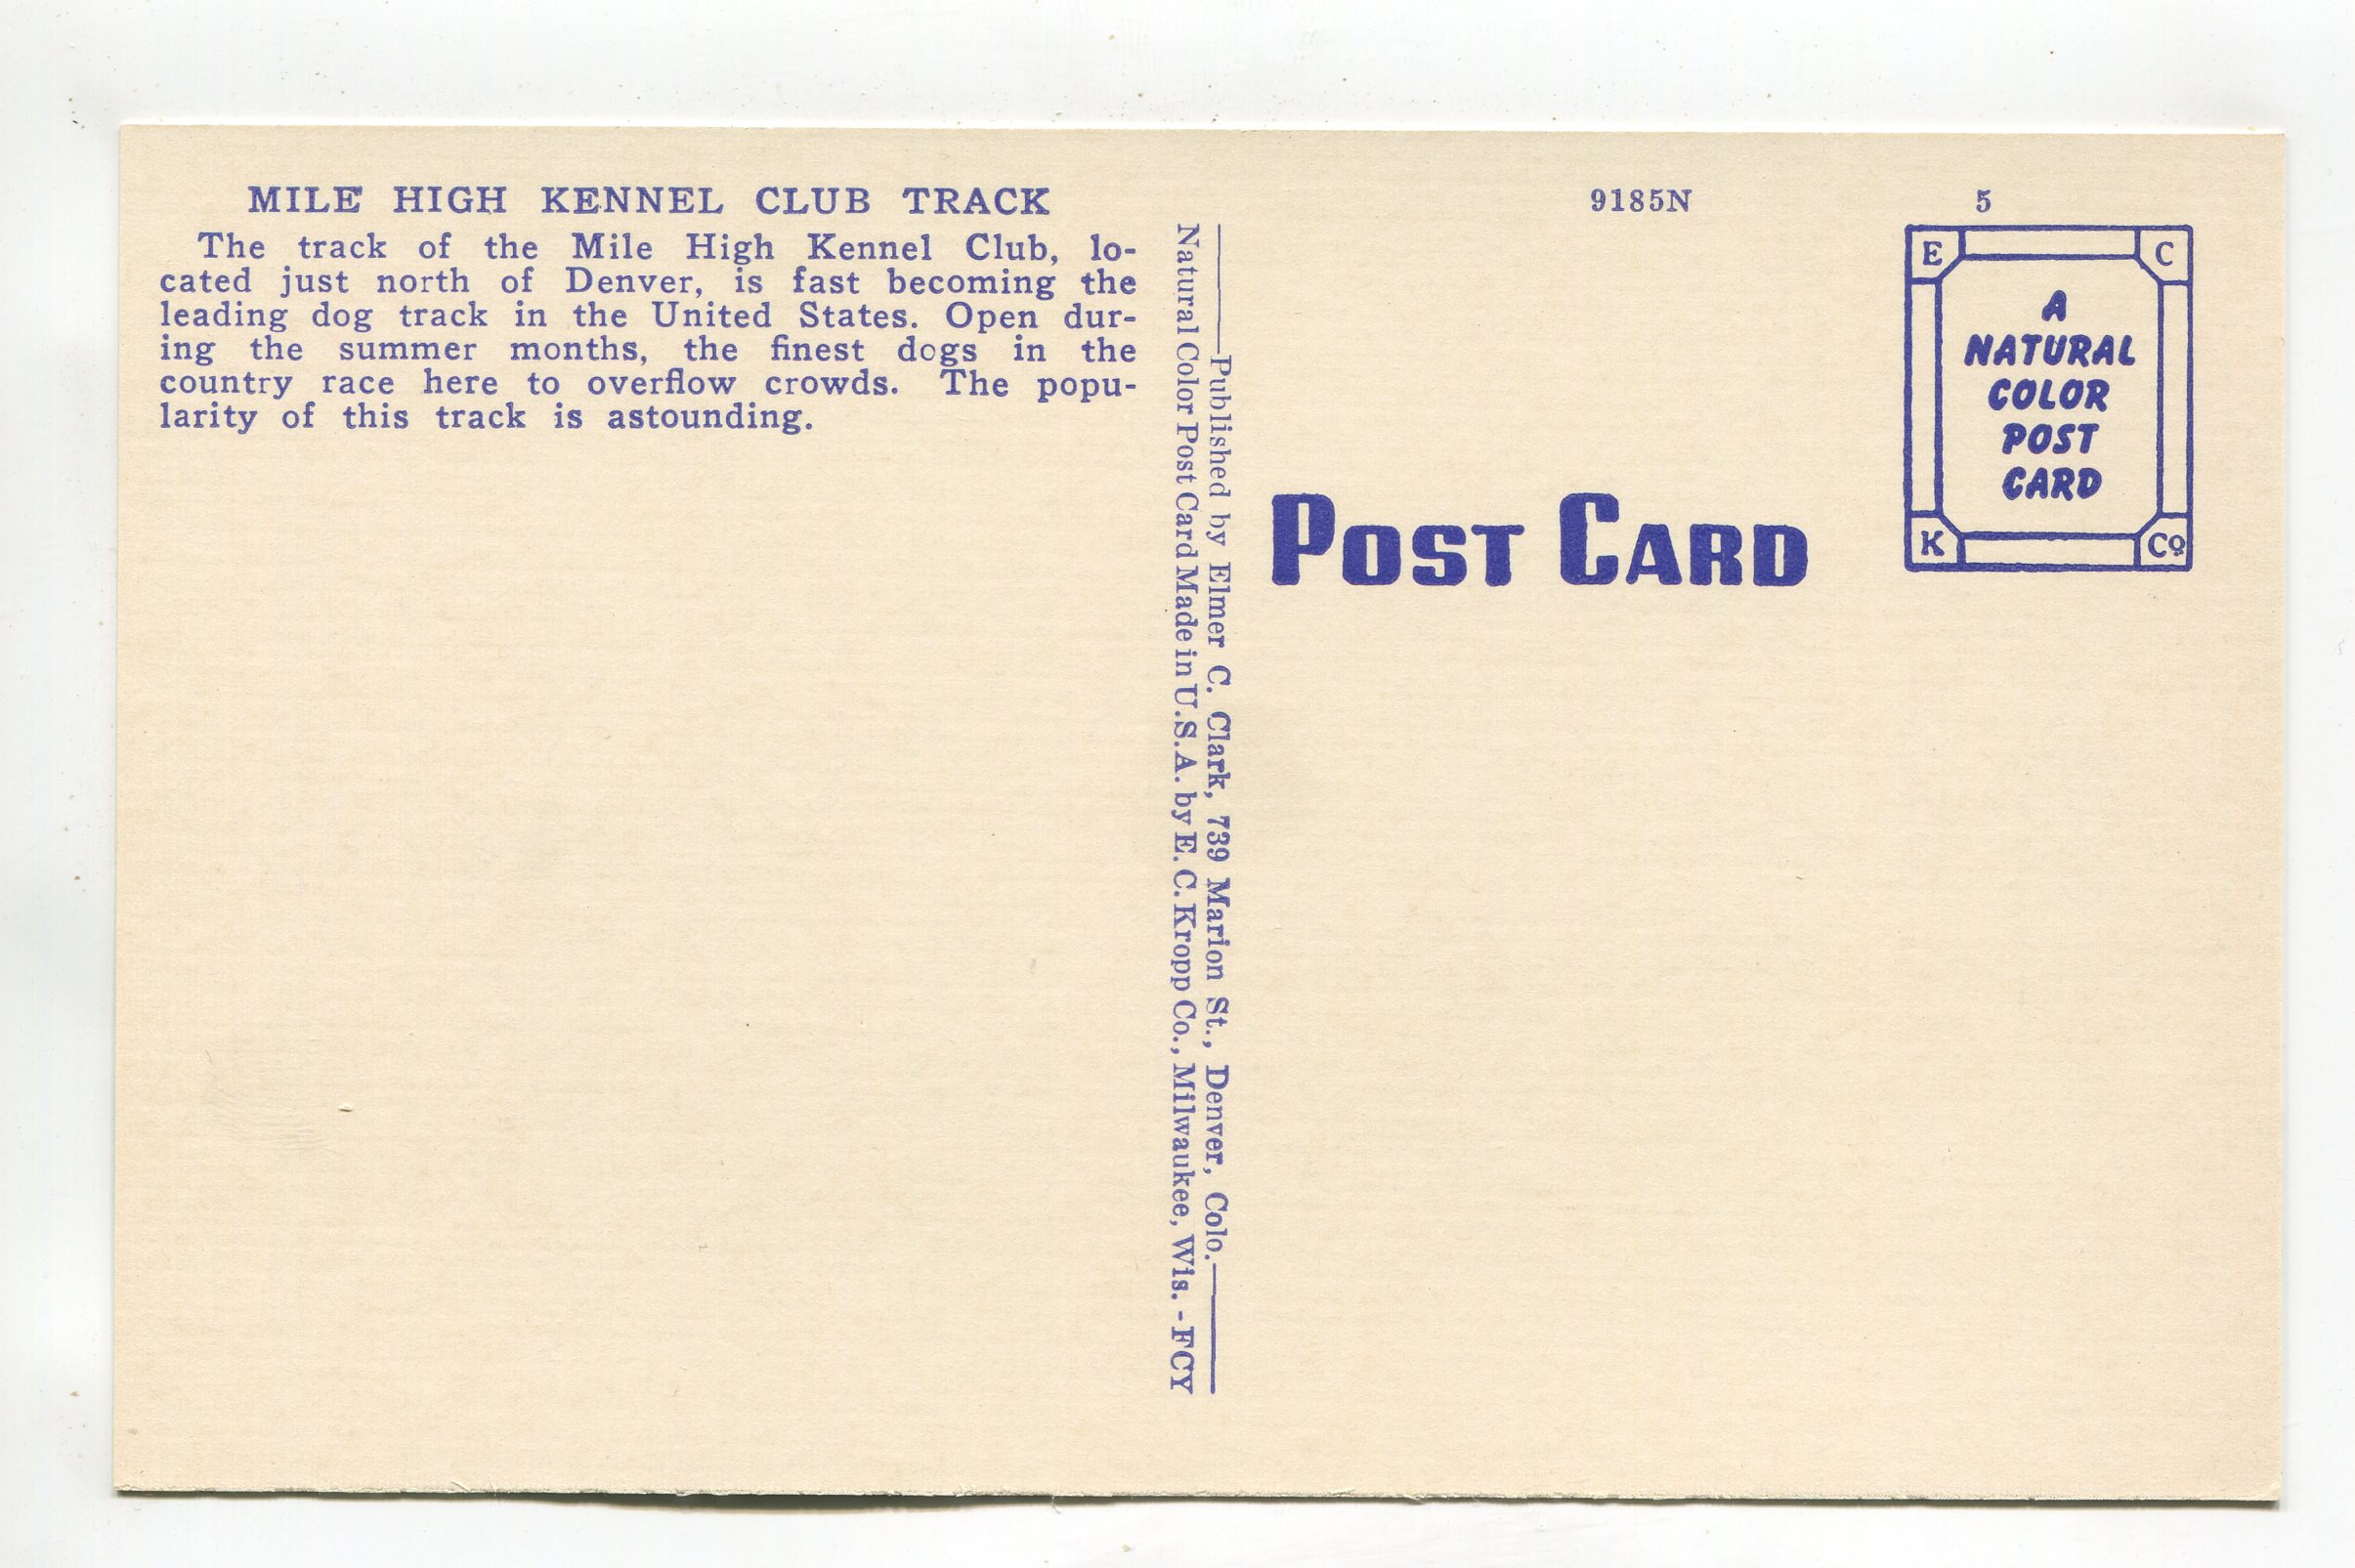 MILE HIGH KENNEL CLUB TRACK
The track of the Mile High Kennel Club, lo-
cated just north of Denver, is fast becoming the
leading dog track in the United States. Open dur-
ing the summer months, the finest dogs in the
country race here to overflow crowds. The popu-
larity of this track is astounding.
Published by Elmer C. Clark, 739 Marion St., Denver, Colo.
Natural Color Post Card Made in U.S.A. by E. C. Kropp Co., Milwaukee, Wis. -FCY
9185N
5
POST CARD
E C
A
NATURAL
COLOR
POST
CARD
K Co